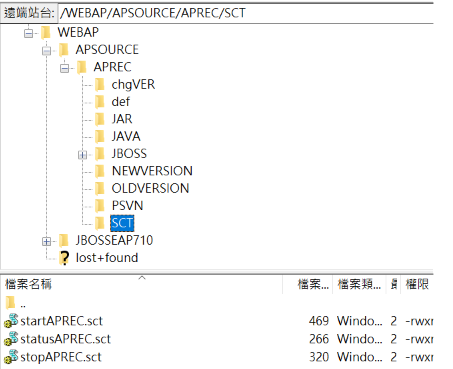 遠端站台: /WEBAP/APSOURCE/APREC/SCT
WEBAP
APSOURCE
APREC
chgVER
def
JAR
JAVA
JBOSS
NEWVERSION
OLDVERSION
PSVN
SCT
JBOSSEAP710
lost+found
檔案名稱 檔案... 檔案類... 權限
..
startAPREC.sct 469 Windo... 2 -rwxr
statusAPREC.sct 266 Windo... 2 -rwxr
stopAPREC.sct 320 Windo... 2 -rwxr